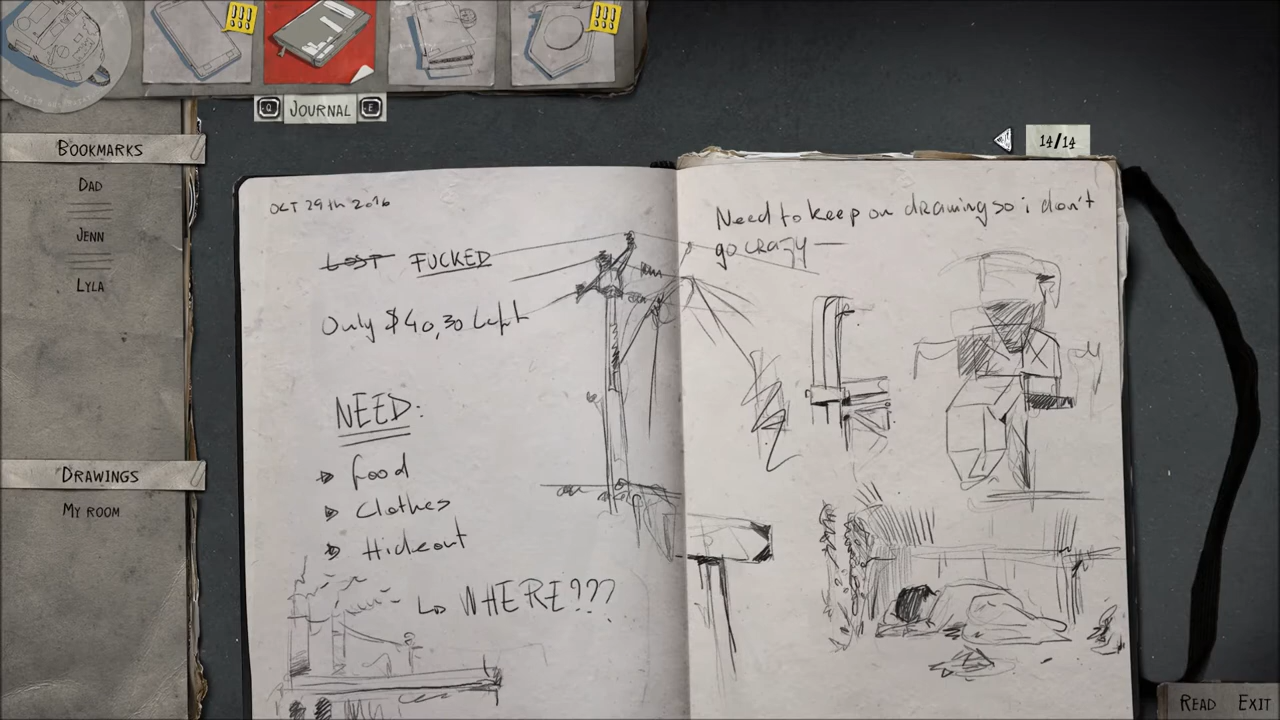 !!!
!!!
Q
JOURNAL
E
BOOKMARKS
DAD
JENN
LYLA
DRAWINGS
MY ROOM
14/14
OCT 29TH 2016
LOST FUCKED
Only $40,30 Left
NEED:
Food
Clothes
Hideout
WHERE???
Need to keep on drawing so i don't
go crazy —
READ
EXIT